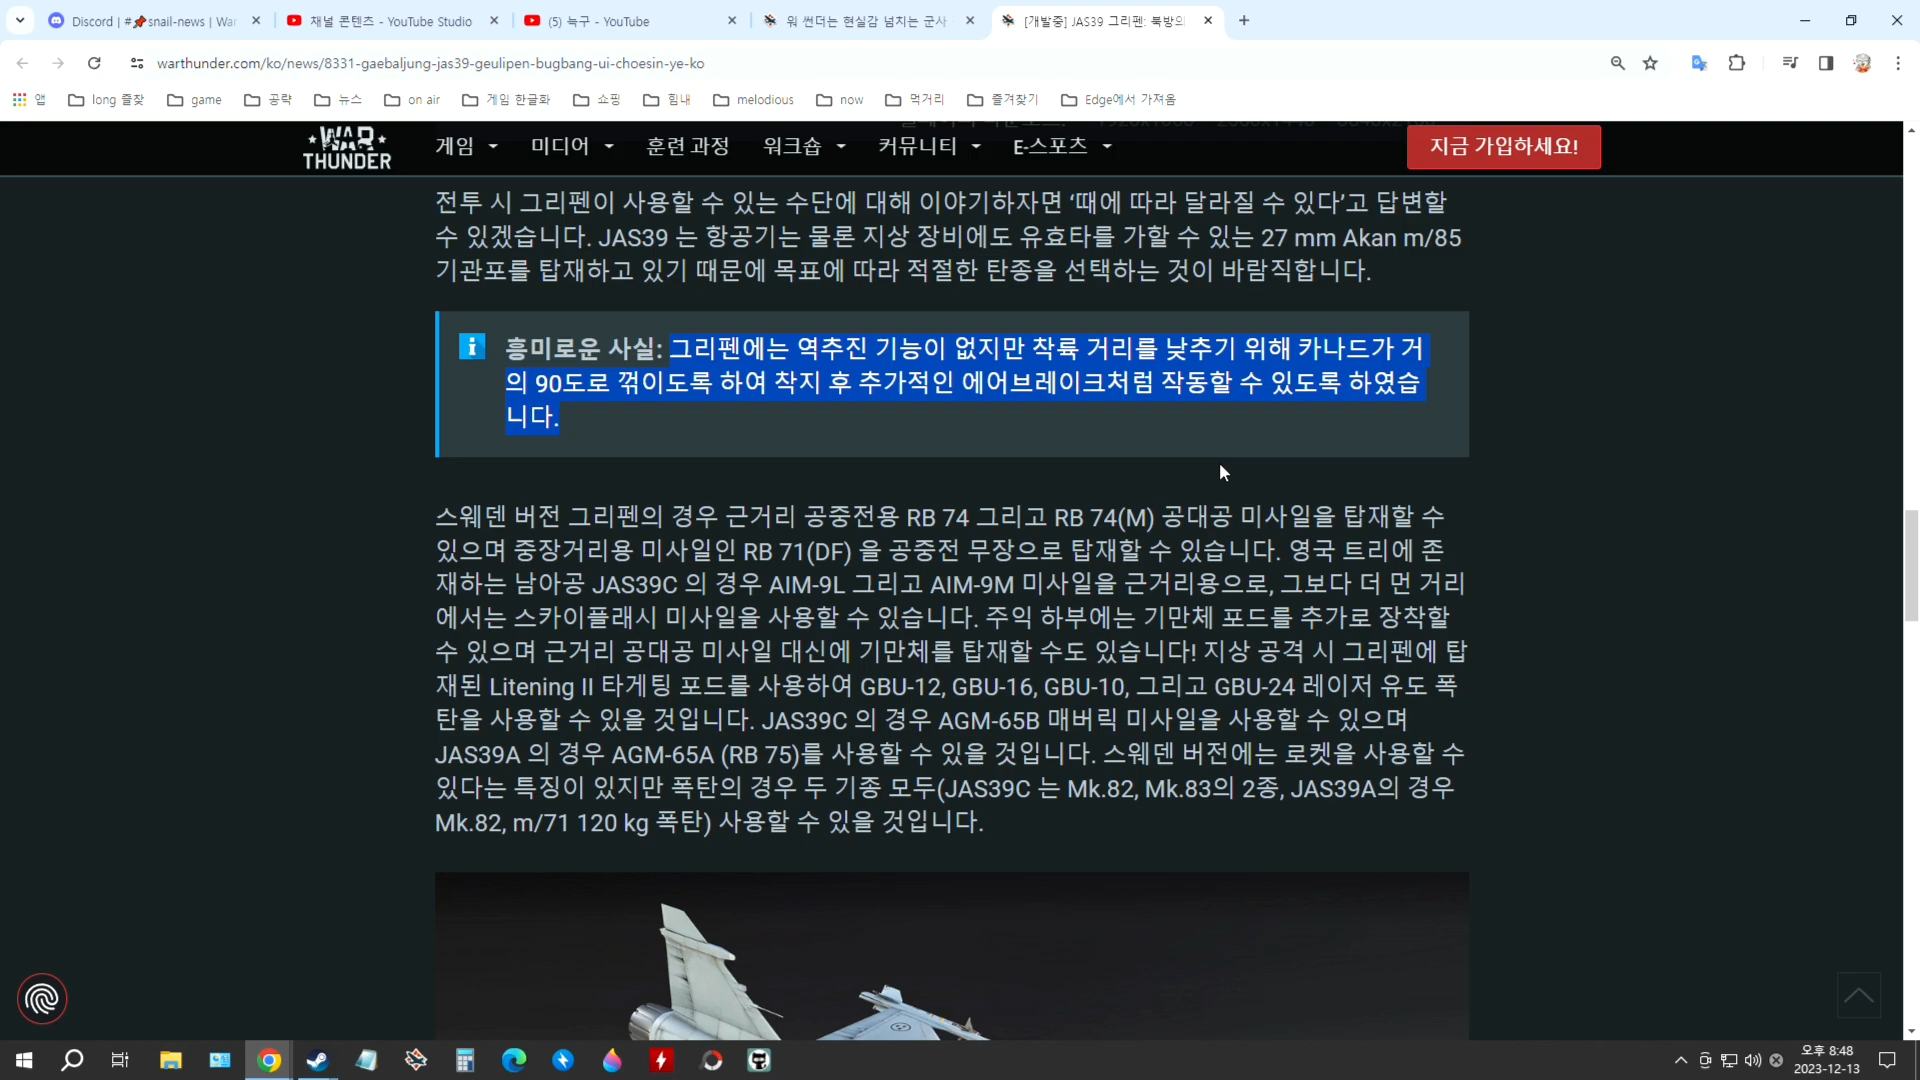 Discord | #📌snail-news | War
채널 콘텐츠 - YouTube Studio
(5) 늑구 - YouTube
워 썬더는 현실감 넘치는 군사
[개발중] JAS39 그리펜: 북방의
warthunder.com/ko/news/8331-gaebaljung-jas39-geulipen-bugbang-ui-choesin-ye-ko
앱
long 즐찾
game
공략
뉴스
on air
게임 한글화
쇼핑
힘내
melodious
now
먹거리
즐겨찾기
Edge에서 가져옴
WAR THUNDER
게임
미디어
훈련 과정
워크숍
커뮤니티
E-스포츠
지금 가입하세요!
전투 시 그리펜이 사용할 수 있는 수단에 대해 이야기하자면 ‘때에 따라 달라질 수 있다’고 답변할
수 있겠습니다. JAS39 는 항공기는 물론 지상 장비에도 유효타를 가할 수 있는 27 mm Akan m/85
기관포를 탑재하고 있기 때문에 목표에 따라 적절한 탄종을 선택하는 것이 바람직합니다.
흥미로운 사실: 그리펜에는 역추진 기능이 없지만 착륙 거리를 낮추기 위해 카나드가 거
의 90도로 꺾이도록 하여 착지 후 추가적인 에어브레이크처럼 작동할 수 있도록 하였습
니다.
스웨덴 버전 그리펜의 경우 근거리 공중전용 RB 74 그리고 RB 74(M) 공대공 미사일을 탑재할 수
있으며 중장거리용 미사일인 RB 71(DF) 을 공중전 무장으로 탑재할 수 있습니다. 영국 트리에 존
재하는 남아공 JAS39C 의 경우 AIM-9L 그리고 AIM-9M 미사일을 근거리용으로, 그보다 더 먼 거리
에서는 스카이플래시 미사일을 사용할 수 있습니다. 주익 하부에는 기만체 포드를 추가로 장착할
수 있으며 근거리 공대공 미사일 대신에 기만체를 탑재할 수도 있습니다! 지상 공격 시 그리펜에 탑
재된 Litening II 타게팅 포드를 사용하여 GBU-12, GBU-16, GBU-10, 그리고 GBU-24 레이저 유도 폭
탄을 사용할 수 있을 것입니다. JAS39C 의 경우 AGM-65B 매버릭 미사일을 사용할 수 있으며
JAS39A 의 경우 AGM-65A (RB 75)를 사용할 수 있을 것입니다. 스웨덴 버전에는 로켓을 사용할 수
있다는 특징이 있지만 폭탄의 경우 두 기종 모두(JAS39C 는 Mk.82, Mk.83의 2종, JAS39A의 경우
Mk.82, m/71 120 kg 폭탄) 사용할 수 있을 것입니다.
오후 8:48
2023-12-13